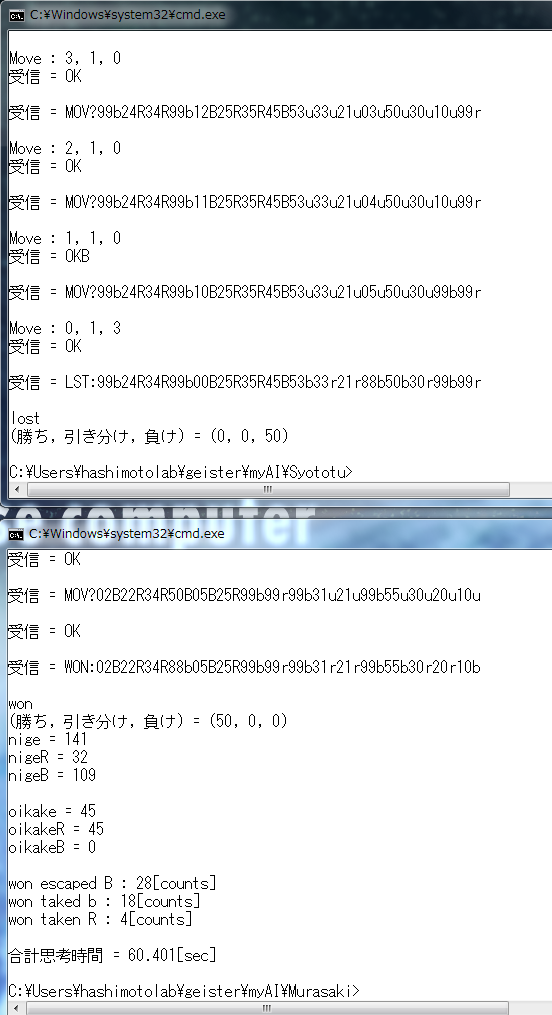 C:¥Windows¥system32¥cmd.exe
Move : 3, 1, 0
受信 = OK
受信 = MOV?99b24R34R99b12B25R35R45B53u33u21u03u50u30u10u99r
Move : 2, 1, 0
受信 = OK
受信 = MOV?99b24R34R99b11B25R35R45B53u33u21u04u50u30u10u99r
Move : 1, 1, 0
受信 = OKB
受信 = MOV?99b24R34R99b10B25R35R45B53u33u21u05u50u30u99b99r
Move : 0, 1, 3
受信 = OK
受信 = LST:99b24R34R99b00B25R35R45B53b33r21r88b50b30r99b99r
lost
(勝ち, 引き分け, 負け) = (0, 0, 50)
C:¥Users¥hashimotolab¥geister¥myAI¥Syototu>
computer
C:¥Windows¥system32¥cmd.exe
受信 = OK
受信 = MOV?02B22R34R50B05B25R99b99r99b31u21u99b55u30u20u10u
受信 = OK
受信 = WON:02B22R34R88b05B25R99b99r99b31r21r99b55b30r20r10b
won
(勝ち, 引き分け, 負け) = (50, 0, 0)
nige = 141
nigeR = 32
nigeB = 109
oikake = 45
oikakeR = 45
oikakeB = 0
won escaped B : 28[counts]
won taked b : 18[counts]
won taken R : 4[counts]
合計思考時間 = 60.401[sec]
C:¥Users¥hashimotolab¥geister¥myAI¥Murasaki>